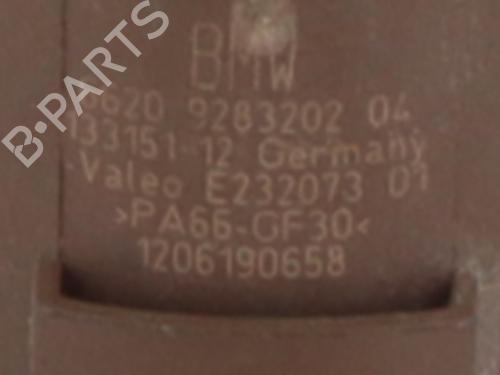 BMW
6620 9283202 04
133151-12 Germany
Valeo E232073 01
>PA66-GF30<
1206190658
B-PARTS